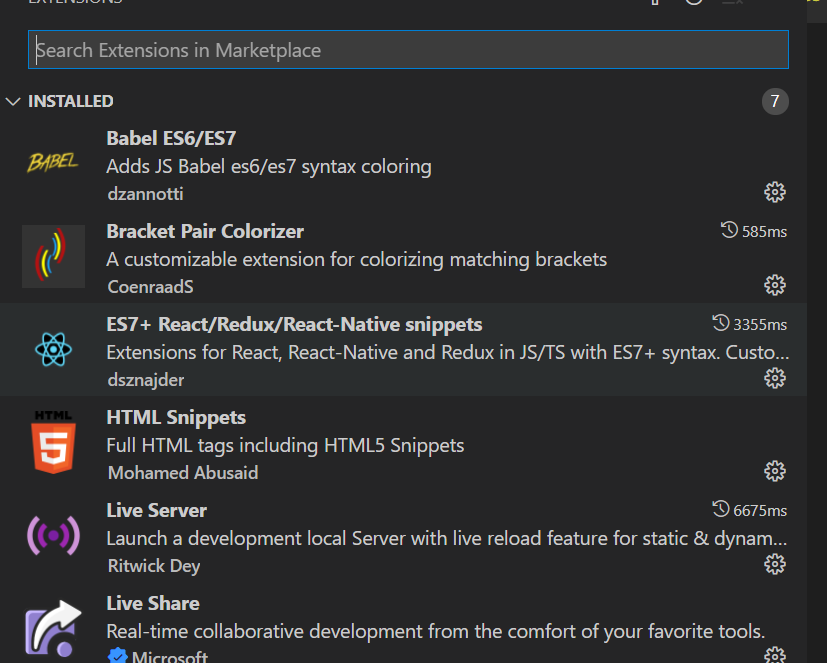 EXTENSIONS
Search Extensions in Marketplace
INSTALLED 7
Babel ES6/ES7
BABEL
Adds JS Babel es6/es7 syntax coloring
dzannotti
Bracket Pair Colorizer 585ms
A customizable extension for colorizing matching brackets
CoenraadS
ES7+ React/Redux/React-Native snippets 3355ms
Extensions for React, React-Native and Redux in JS/TS with ES7+ syntax. Custo...
dsznajder
HTML Snippets
HTML
5
Full HTML tags including HTML5 Snippets
Mohamed Abusaid
Live Server 6675ms
Launch a development local Server with live reload feature for static & dynam...
Ritwick Dey
Live Share
Real-time collaborative development from the comfort of your favorite tools.
Microsoft